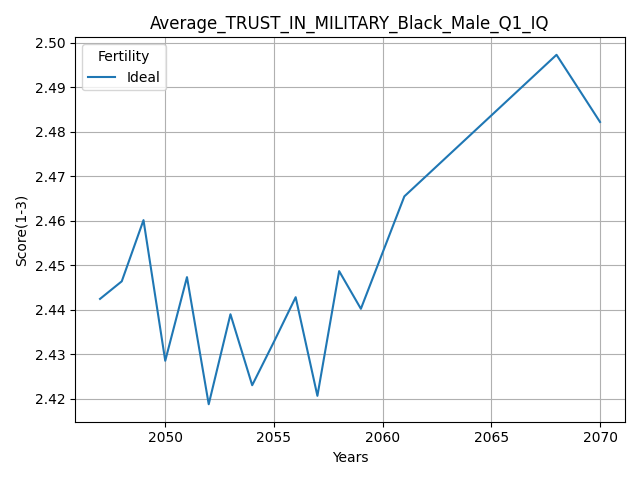 Average_TRUST_IN_MILITARY_Black_Male_Q1_IQ
Fertility
Ideal
Score(1-3)
2.50
2.49
2.48
2.47
2.46
2.45
2.44
2.43
2.42
2050 2055 2060 2065 2070
Years